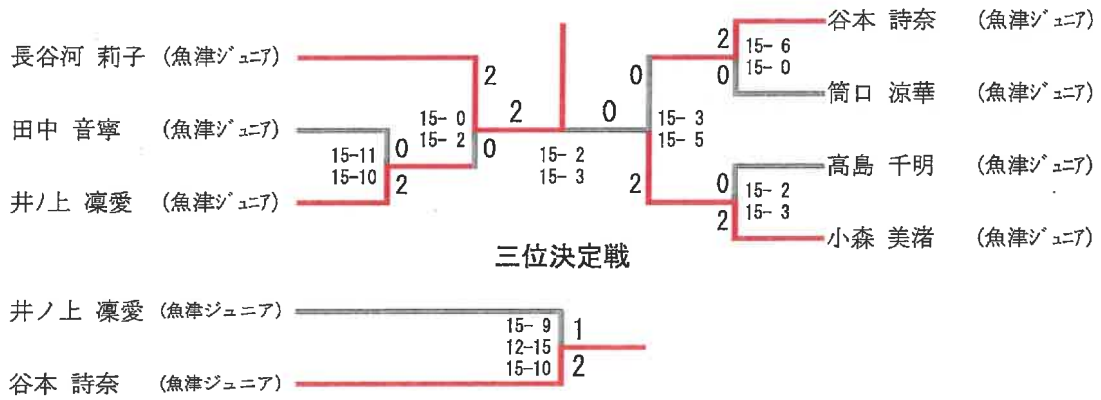 長谷河 莉子 (魚津ジュニア)
田中 音寧 (魚津ジュニア)
井ノ上 凜愛 (魚津ジュニア)
15-11
15-10
0
2
15- 0
15- 2
2
0
2
0
15- 2
15- 3
谷本 詩奈 (魚津ジュニア)
筒口 涼華 (魚津ジュニア)
高島 千明 (魚津ジュニア)
小森 美渚 (魚津ジュニア)
2
0
15- 6
15- 0
0
2
15- 3
15- 5
0
2
15- 2
15- 3
三位決定戦
井ノ上 凜愛 (魚津ジュニア)
谷本 詩奈 (魚津ジュニア)
15- 9
12-15
15-10
1
2